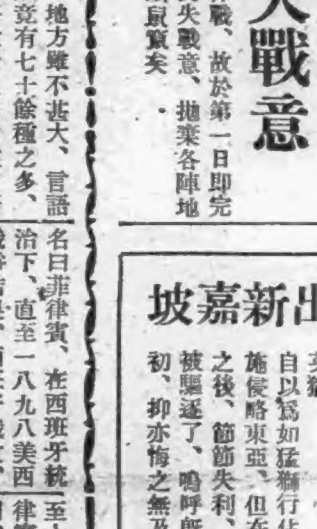 人戰意
戰、故於第一日即完
失戰意、拋棄各陣地
鼠竄矣。
出新嘉坡
自以爲如猛獅行
施侵略東亞、但在
之後、節節失利、
被驅逐了、嗚呼
初、抑亦悔之無及
地方雖不甚大、言語
竟有七十餘種之多、
名曰菲律賓、在西班牙統
治下、直至一八九八美西
至
律